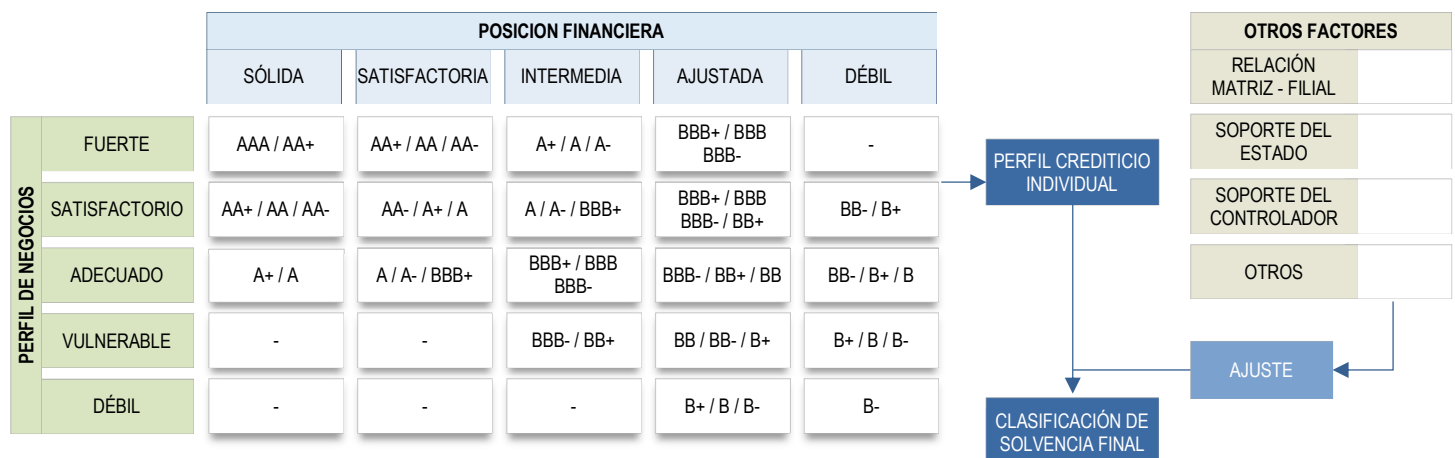 POSICION FINANCIERA
SÓLIDA
SATISFACTORIA
INTERMEDIA
AJUSTADA
DÉBIL
PERFIL DE NEGOCIOS
FUERTE
AAA / AA+
AA+ / AA / AA-
A+ / A / A-
BBB+ / BBB
BBB-
-
SATISFACTORIO
AA+ / AA / AA-
AA- / A+ / A
A / A- / BBB+
BBB+ / BBB
BBB- / BB+
BB- / B+
ADECUADO
A+ / A
A / A- / BBB+
BBB+ / BBB
BBB-
BBB- / BB+ / BB
BB- / B+ / B
VULNERABLE
-
-
BBB- / BB+
BB / BB- / B+
B+ / B / B-
DÉBIL
-
-
-
B+ / B / B-
B-
PERFIL CREDITICIO
INDIVIDUAL
CLASIFICACIÓN DE
SOLVENCIA FINAL
OTROS FACTORES
RELACIÓN
MATRIZ - FILIAL
SOPORTE DEL
ESTADO
SOPORTE DEL
CONTROLADOR
OTROS
AJUSTE